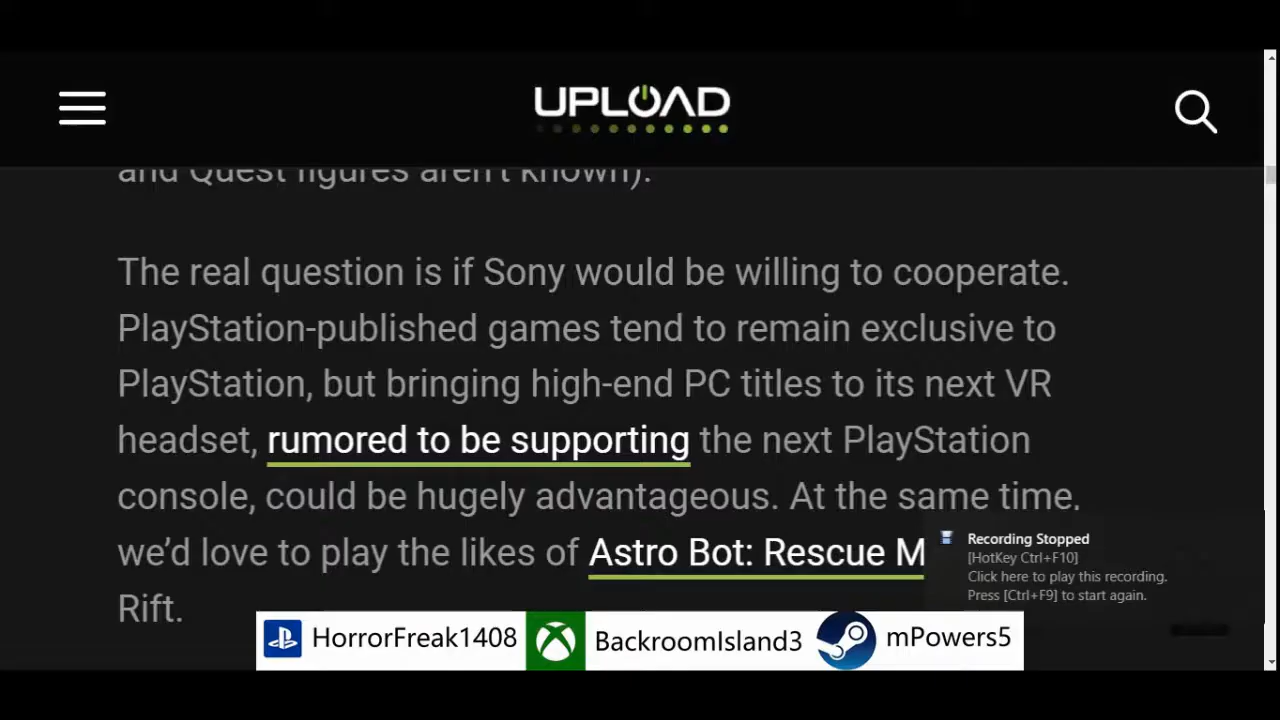 UPLOAD
and Quest figures aren't known).
The real question is if Sony would be willing to cooperate.
PlayStation-published games tend to remain exclusive to
PlayStation, but bringing high-end PC titles to its next VR
headset, rumored to be supporting the next PlayStation
console, could be hugely advantageous. At the same time,
we'd love to play the likes of Astro Bot: Rescue M
Rift.
Recording Stopped
[HotKey Ctrl+F10]
Click here to play this recording.
Press [Ctrl+F9] to start again.
HorrorFreak1408 BackroomIsland3 mPowers5